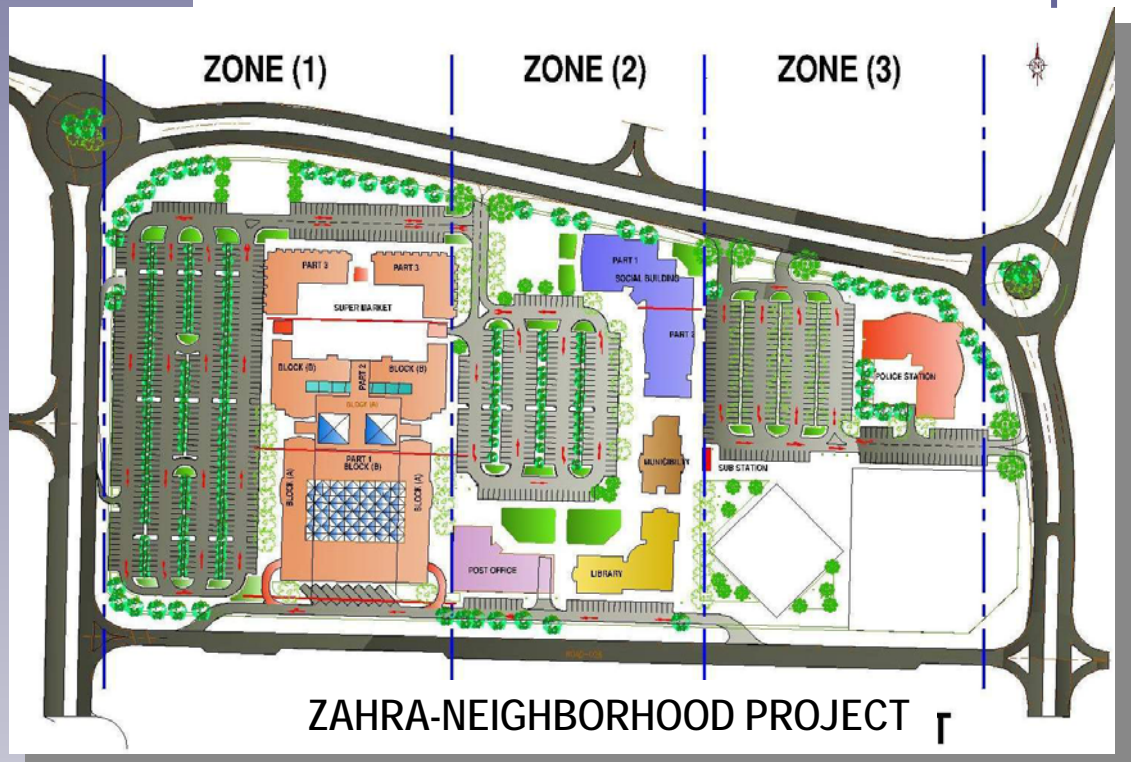 ZONE (1)
ZONE (2)
ZONE (3)
N
PART 3
PART 3
SUPER MARKET
BLOCK (B)
PART 2
BLOCK (B)
BLOCK (A)
PART 1
BLOCK (B)
BLOCK (A)
BLOCK (A)
PART 1
SOCIAL BUILDING
PART 2
MUNICIBILITY
POST OFFICE
LIBRARY
POLICE STATION
SUB STATION
ZAHRA-NEIGHBORHOOD PROJECT